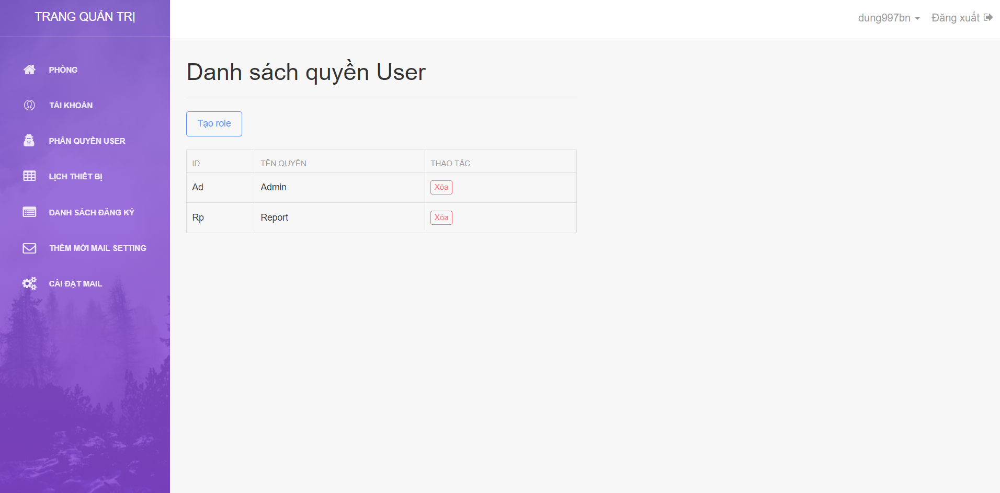 TRANG QUẢN TRỊ
dung997bn
Đăng xuất
PHÒNG
TÀI KHOẢN
PHÂN QUYỀN USER
LỊCH THIẾT BỊ
DANH SÁCH ĐĂNG KÝ
THÊM MỚI MAIL SETTING
CÀI ĐẶT MAIL
Danh sách quyền User
Tạo role
ID TÊN QUYỀN THAO TÁC
Ad Admin Xóa
Rp Report Xóa